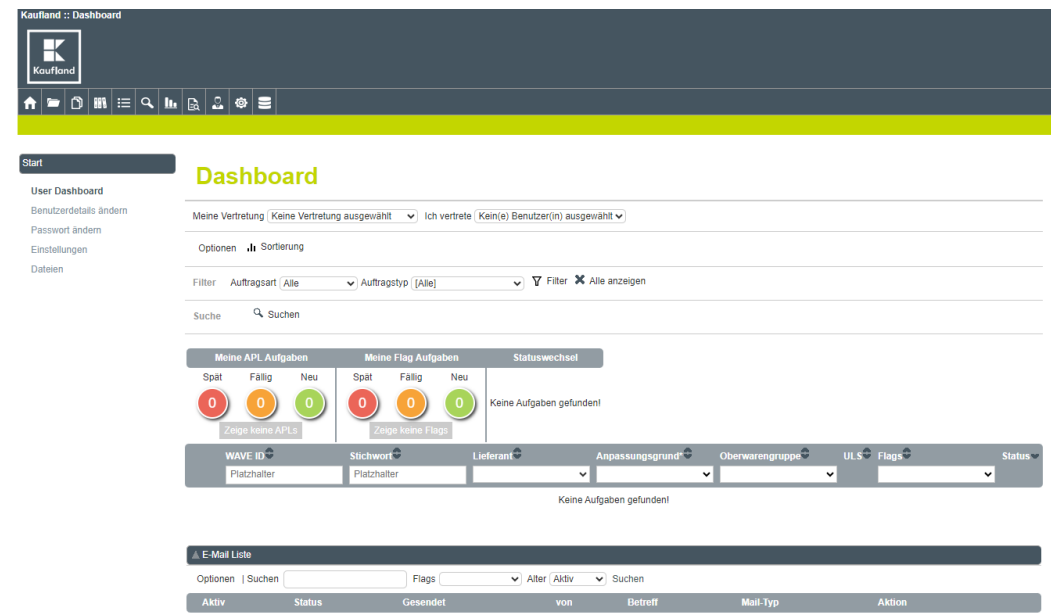 Kaufland :: Dashboard
Kaufland
Start
User Dashboard
Benutzerdetails ändern
Passwort ändern
Einstellungen
Dateien
Dashboard
Meine Vertretung Keine Vertretung ausgewählt Ich vertrete Kein(e) Benutzer(in) ausgewählt
Optionen Sortierung
Filter Auftragsart Alle Auftragstyp [Alle] Filter Alle anzeigen
Suche Suchen
Meine APL Aufgaben Meine Flag Aufgaben Statuswechsel
Spät Fällig Neu Spät Fällig Neu
0 0 0 0 0 0 Keine Aufgaben gefunden!
Zeige keine APLs Zeige keine Flags
WAVE ID Stichwort Lieferant Anpassungsgrund* Oberwarengruppe ULS Flags Status
Platzhalter Platzhalter
Keine Aufgaben gefunden!
E-Mail Liste
Optionen | Suchen Flags Alter Aktiv Suchen
Aktiv Status Gesendet von Betreff Mail-Typ Aktion